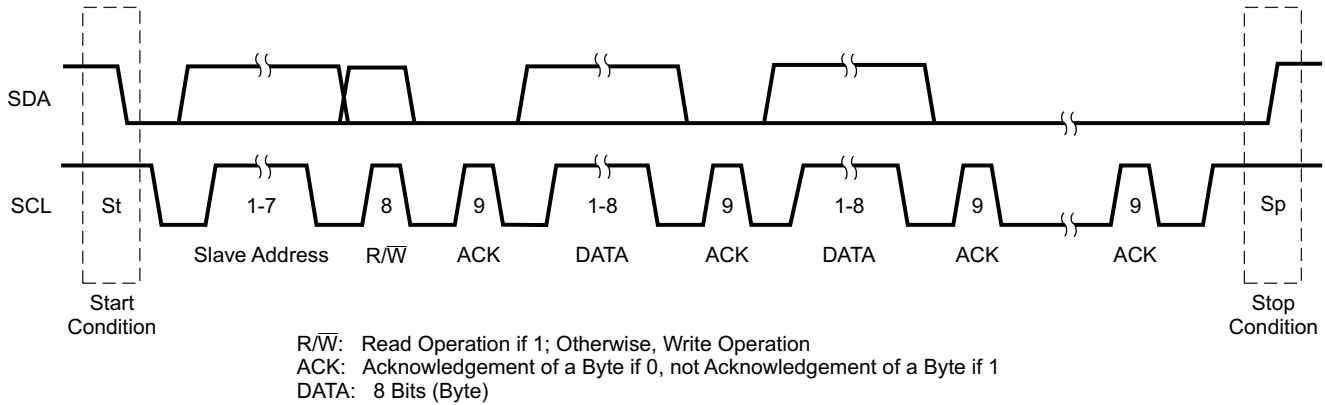 SDA
SCL
St 1-7 8 9 1-8 9 1-8 9 9 Sp
Slave Address R/W̅ ACK DATA ACK DATA ACK ACK
Start
Condition
Stop
Condition
R/W̅: Read Operation if 1; Otherwise, Write Operation
ACK: Acknowledgement of a Byte if 0, not Acknowledgement of a Byte if 1
DATA: 8 Bits (Byte)